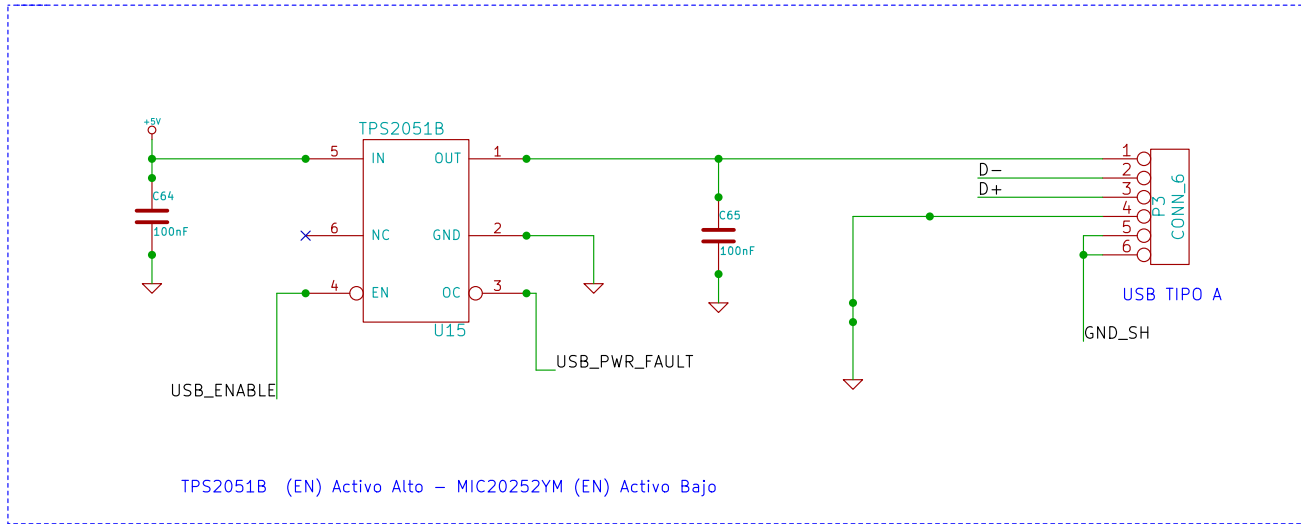 +5V
C64
100nF
TPS2051B
5 IN OUT 1
6 NC GND 2
4 EN OC 3
U15
USB_ENABLE
USB_PWR_FAULT
C65
100nF
D-
D+
1
2
3
4
5
6
P3
CONN_6
USB TIPO A
GND_SH
TPS2051B (EN) Activo Alto - MIC20252YM (EN) Activo Bajo